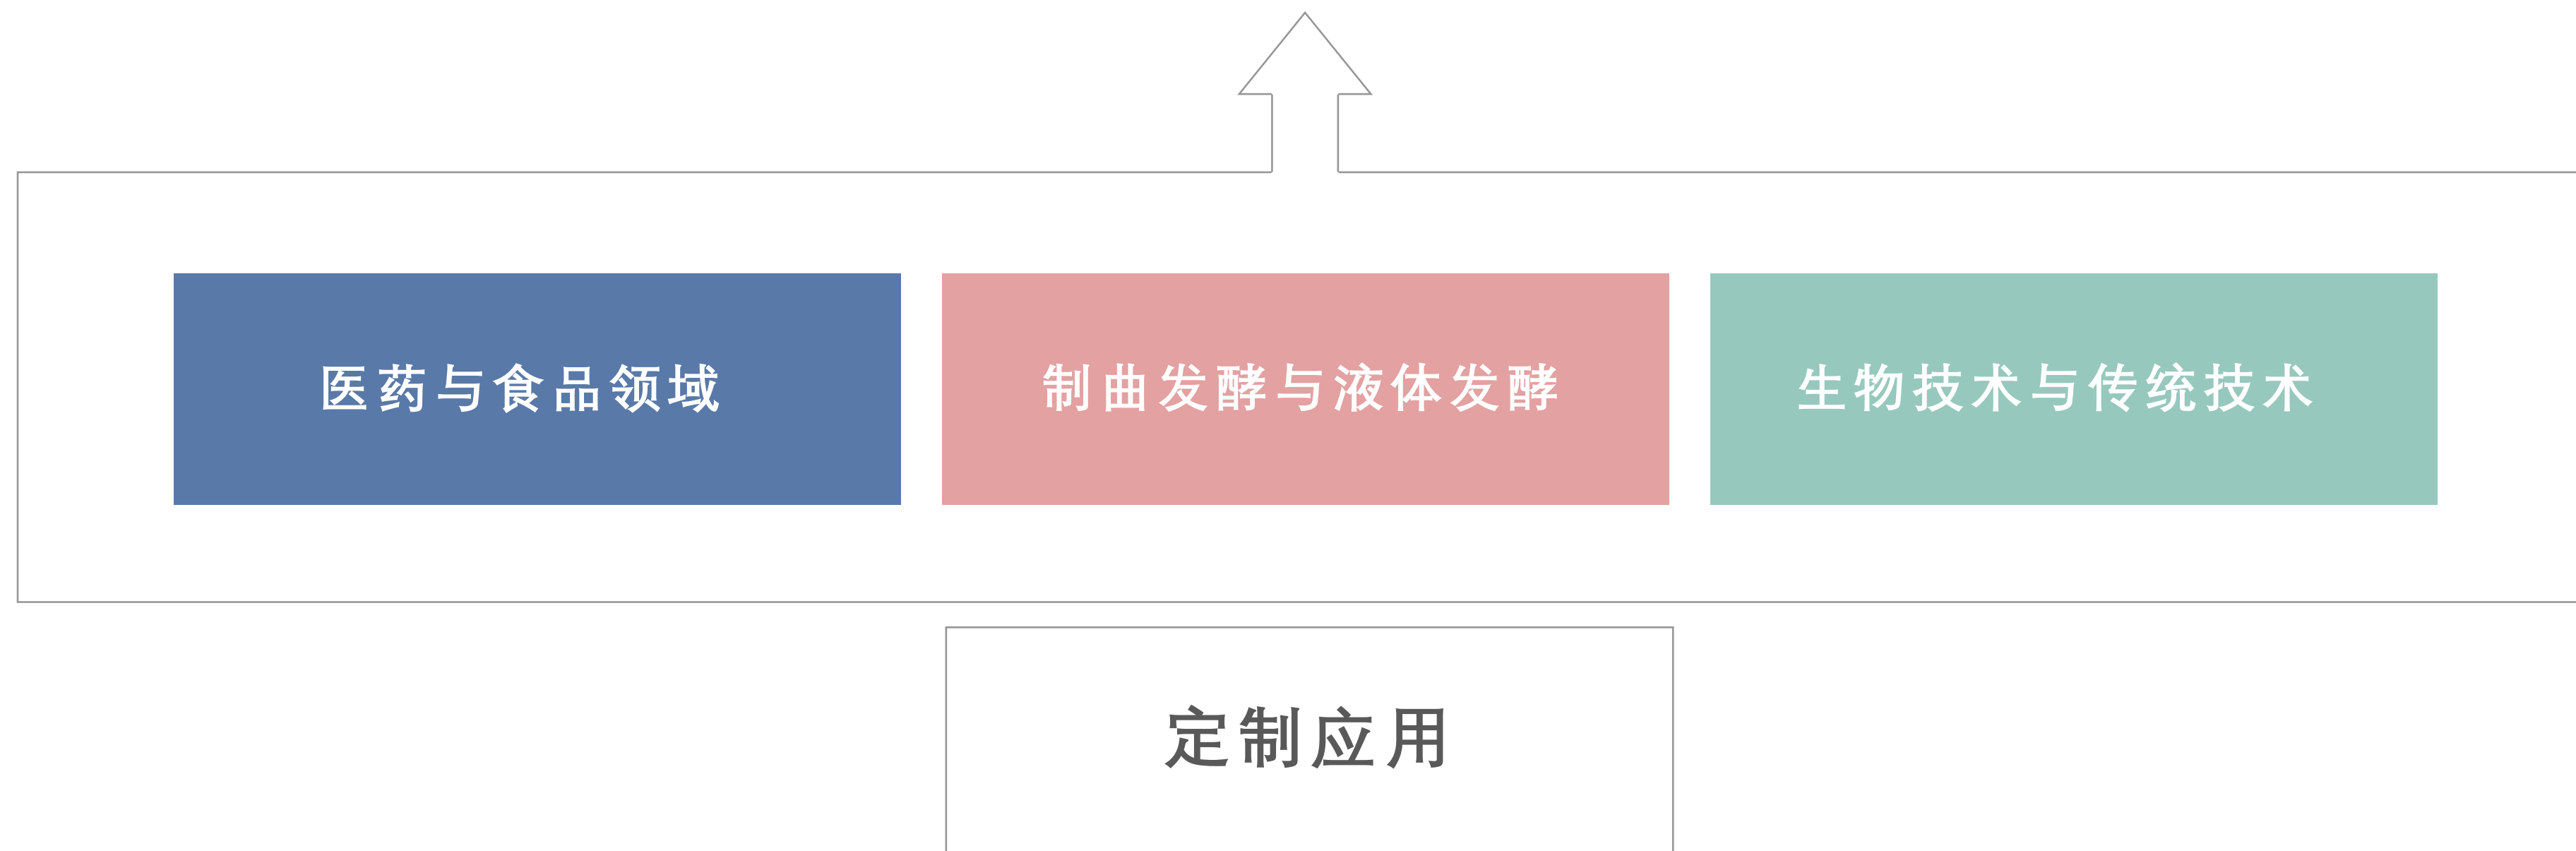 医药与食品领域
制曲发酵与液体发酵
生物技术与传统技术
定制应用